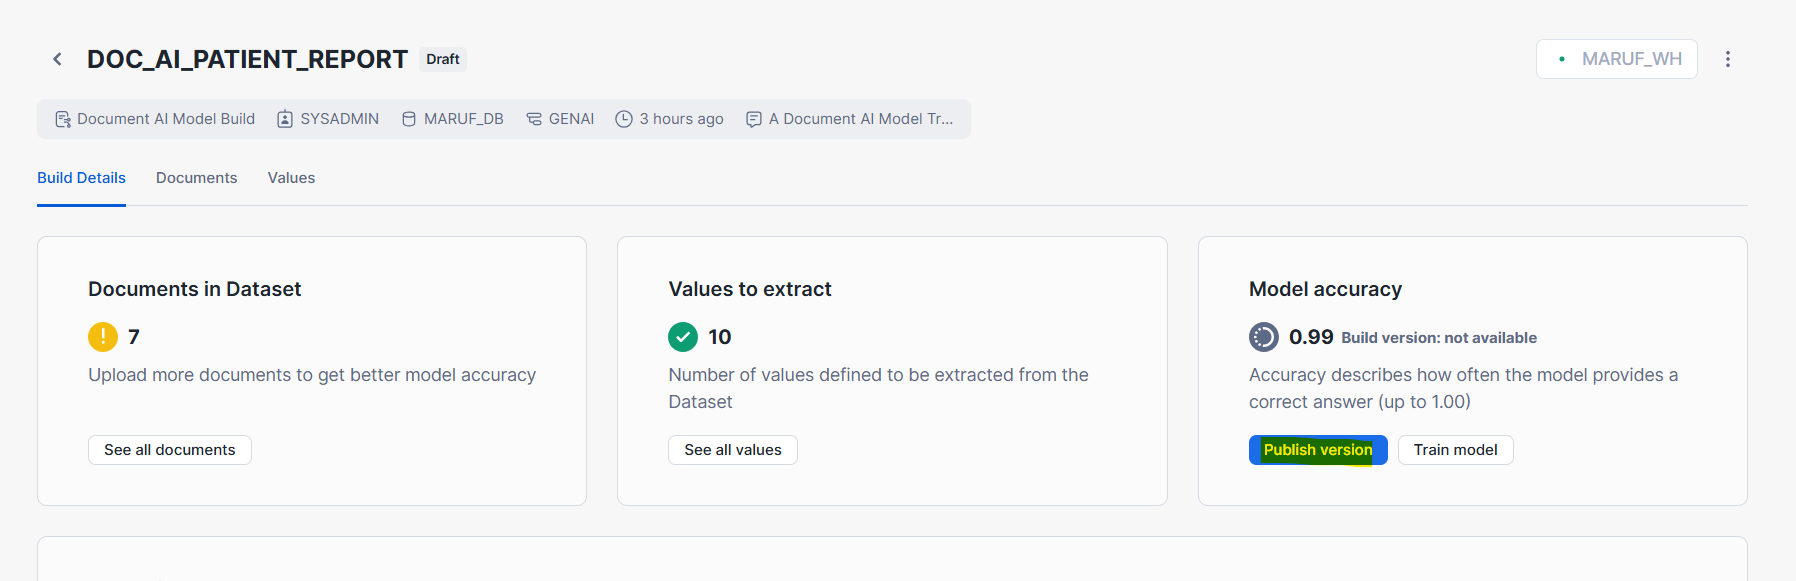 DOC_AI_PATIENT_REPORT Draft MARUF_WH
Document AI Model Build SYSADMIN MARUF_DB GENAI 3 hours ago A Document AI Model Tr...
Build Details Documents Values
Documents in Dataset
7
Upload more documents to get better model accuracy
See all documents
Values to extract
10
Number of values defined to be extracted from the
Dataset
See all values
Model accuracy
0.99 Build version: not available
Accuracy describes how often the model provides a
correct answer (up to 1.00)
Publish version Train model